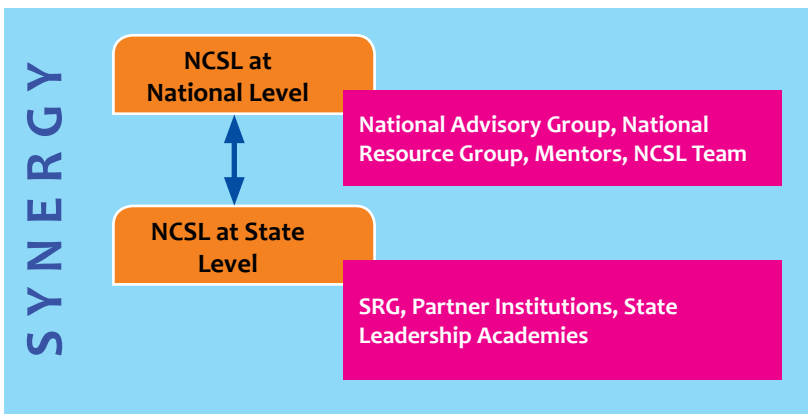 SYNERGY
NCSL at
National Level
National Advisory Group, National
Resource Group, Mentors, NCSL Team
NCSL at State
Level
SRG, Partner Institutions, State
Leadership Academies